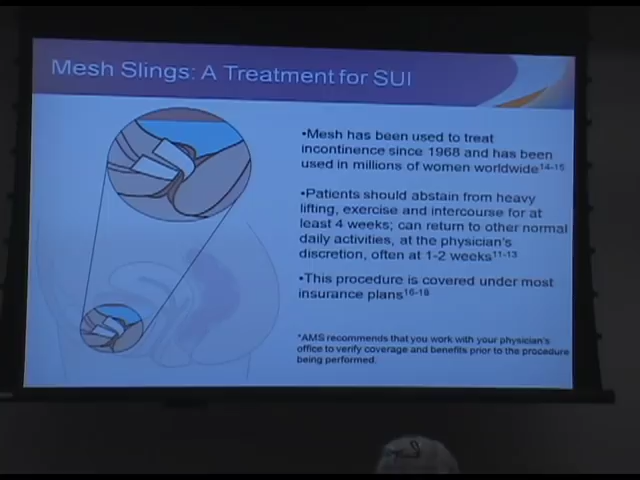 Mesh Slings: A Treatment for SUI
•Mesh has been used to treat
incontinence since 1968 and has been
used in millions of women worldwide14-15
•Patients should abstain from heavy
lifting, exercise and intercourse for at
least 4 weeks; can return to other normal
daily activities, at the physician's
discretion, often at 1-2 weeks11-13
•This procedure is covered under most
insurance plans16-18
*AMS recommends that you work with your physician's
office to verify coverage and benefits prior to the procedure
being performed.